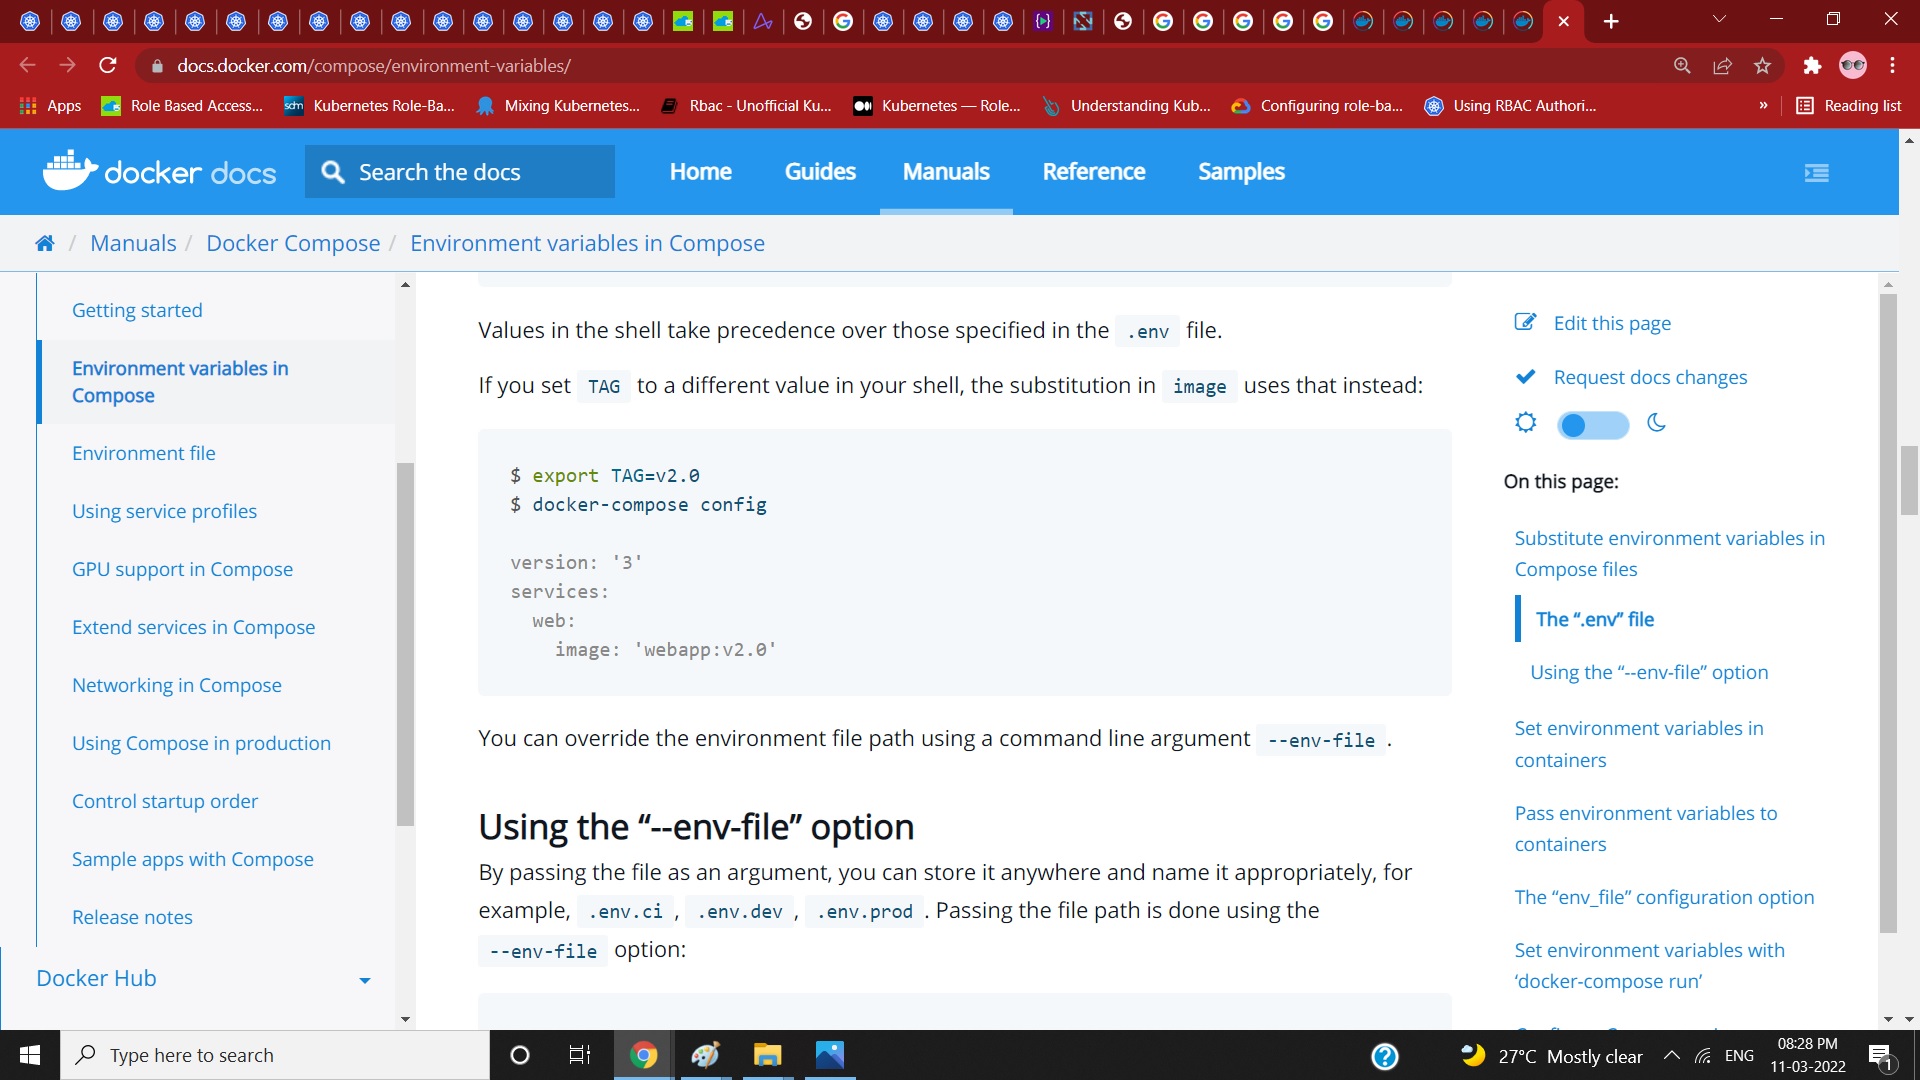 docs.docker.com/compose/environment-variables/
Apps
Role Based Access...
sdm
Kubernetes Role-Ba...
Mixing Kubernetes...
Rbac - Unofficial Ku...
Kubernetes — Role...
Understanding Kub...
Configuring role-ba...
Using RBAC Authori...
»
Reading list
docker docs
Search the docs
Home
Guides
Manuals
Reference
Samples
/ Manuals / Docker Compose / Environment variables in Compose
Getting started
Environment variables in
Compose
Environment file
Using service profiles
GPU support in Compose
Extend services in Compose
Networking in Compose
Using Compose in production
Control startup order
Sample apps with Compose
Release notes
Docker Hub
Values in the shell take precedence over those specified in the .env file.
If you set TAG to a different value in your shell, the substitution in image uses that instead:
$ export TAG=v2.0
$ docker-compose config
version: '3'
services:
web:
image: 'webapp:v2.0'
You can override the environment file path using a command line argument --env-file .
Using the “--env-file” option
By passing the file as an argument, you can store it anywhere and name it appropriately, for
example, .env.ci , .env.dev , .env.prod . Passing the file path is done using the
--env-file option:
Edit this page
Request docs changes
On this page:
Substitute environment variables in
Compose files
The “.env” file
Using the “--env-file” option
Set environment variables in
containers
Pass environment variables to
containers
The “env_file” configuration option
Set environment variables with
‘docker-compose run’
Type here to search
27°C Mostly clear
ENG
08:28 PM
11-03-2022
1